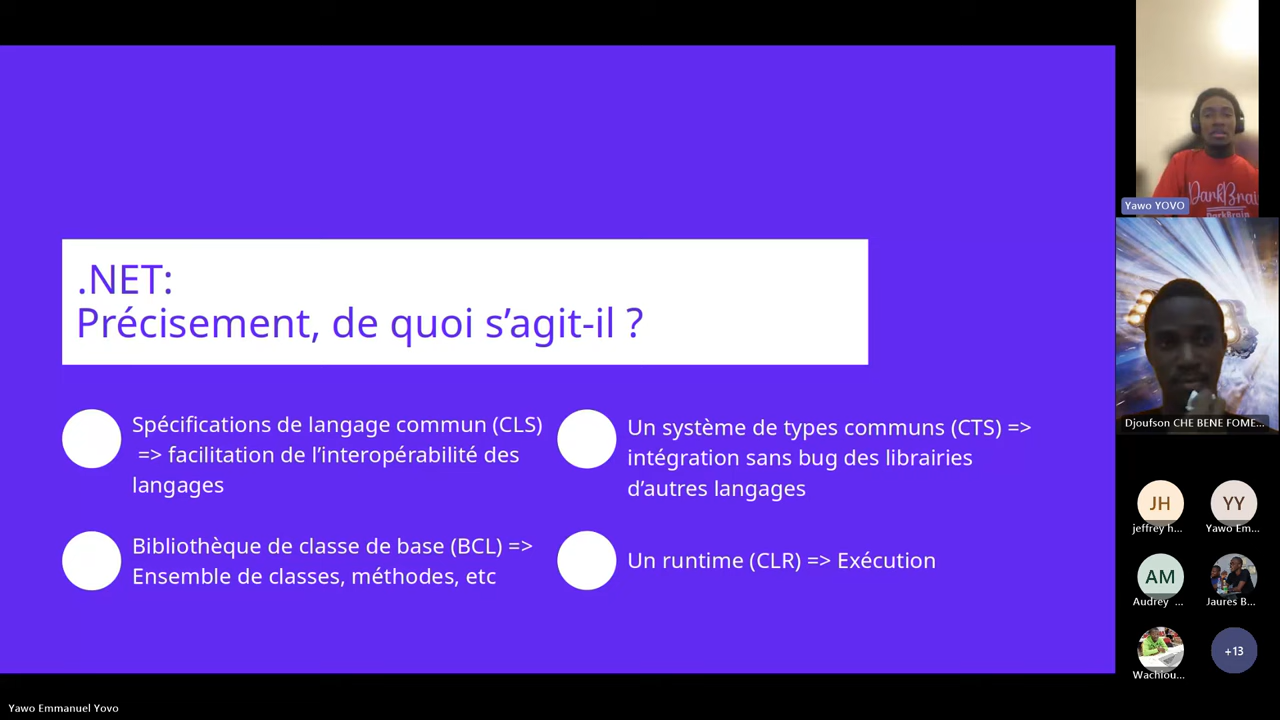 .NET:
Précisement, de quoi s’agit-il ?
Spécifications de langage commun (CLS)
=> facilitation de l’interopérabilité des
langages
Un système de types communs (CTS) =>
intégration sans bug des librairies
d’autres langages
Bibliothèque de classe de base (BCL) =>
Ensemble de classes, méthodes, etc
Un runtime (CLR) => Exécution
DarkBrai
DarkBrain
Yawo YOVO
Djoufson CHE BENE FOME...
JH
YY
jeffrey h...
Yawo Em...
AM
Audrey ...
Jaures B...
Wachlou...
+13
Yawo Emmanuel Yovo